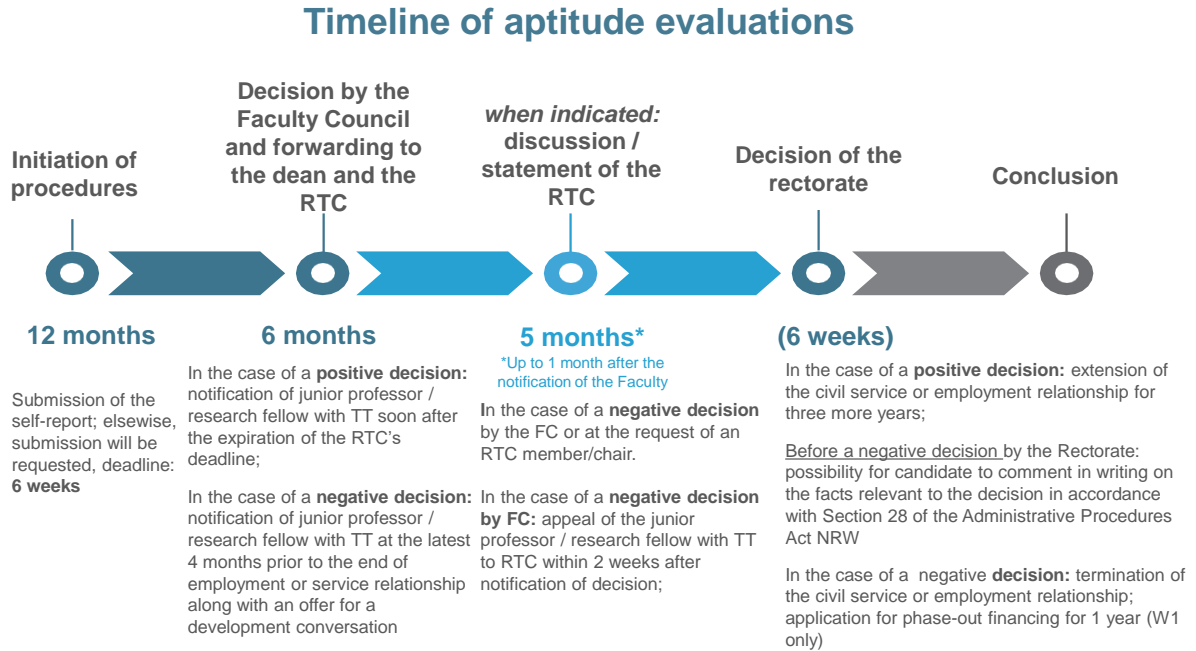 Timeline of aptitude evaluations
Initiation of
procedures
Decision by the
Faculty Council
and forwarding to
the dean and the
RTC
when indicated:
discussion /
statement of the
RTC
Decision of the
rectorate
Conclusion
12 months
Submission of the
self-report; elsewise,
submission will be
requested, deadline:
6 weeks
6 months
In the case of a positive decision:
notification of junior professor /
research fellow with TT soon after
the expiration of the RTC's
deadline;
In the case of a negative decision:
notification of junior professor /
research fellow with TT at the latest
4 months prior to the end of
employment or service relationship
along with an offer for a
development conversation
5 months*
*Up to 1 month after the
notification of the Faculty
In the case of a negative decision
by the FC or at the request of an
RTC member/chair.
In the case of a negative decision
by FC: appeal of the junior
professor / research fellow with TT
to RTC within 2 weeks after
notification of decision;
(6 weeks)
In the case of a positive decision: extension of
the civil service or employment relationship for
three more years;
Before a negative decision by the Rectorate:
possibility for candidate to comment in writing on
the facts relevant to the decision in accordance
with Section 28 of the Administrative Procedures
Act NRW
In the case of a negative decision: termination of
the civil service or employment relationship;
application for phase-out financing for 1 year (W1
only)